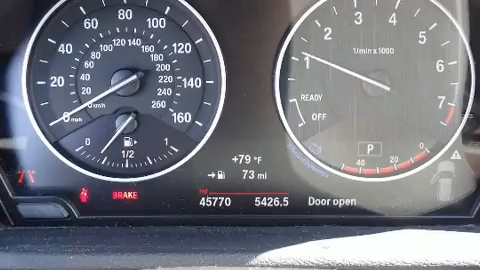 0 20 40 60 80 100 120 140 160
mph
20 40 60 80 100 120 140 160 180 200 220 240 260
km/h
0 1/2 1
1 2 3 4 5 6 7
1/min x 1000
READY
OFF
P
40 20 0
+79 °F
73 mi
BRAKE
mi
45770 5426.5 Door open